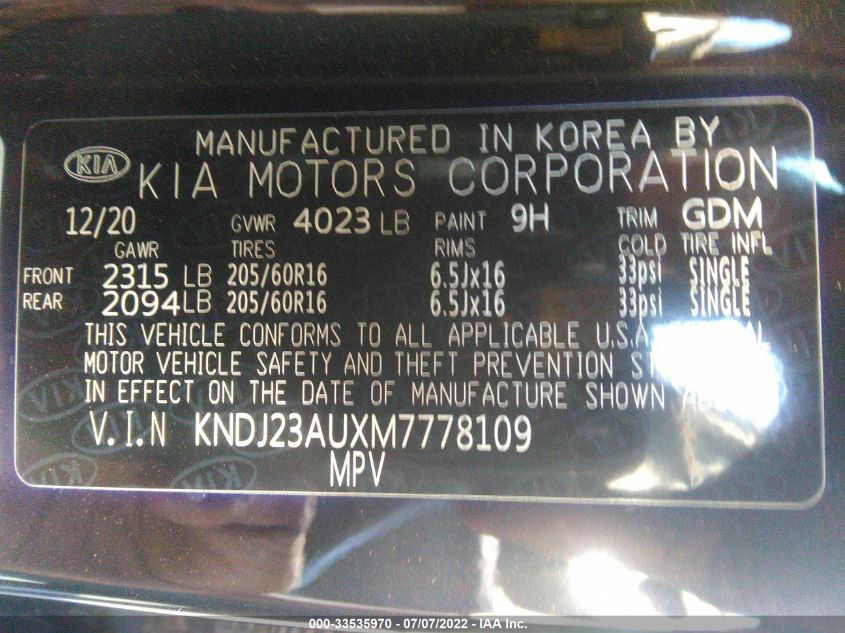 MANUFACTURED IN KOREA BY
KIA KIA MOTORS CORPORATION
12/20 GVWR 4023 LB PAINT 9H TRIM GDM
GAWR TIRES RIMS COLD TIRE INFL
FRONT 2315 LB 205/60R16 6.5Jx16 33psi SINGLE
REAR 2094 LB 205/60R16 6.5Jx16 33psi SINGLE
THIS VEHICLE CONFORMS TO ALL APPLICABLE U.S.A.
MOTOR VEHICLE SAFETY AND THEFT PREVENTION
IN EFFECT ON THE DATE OF MANUFACTURE SHOWN
V.I.N KNDJ23AUXM7778109
MPV
000-33535970 - 07/07/2022 - IAA Inc.